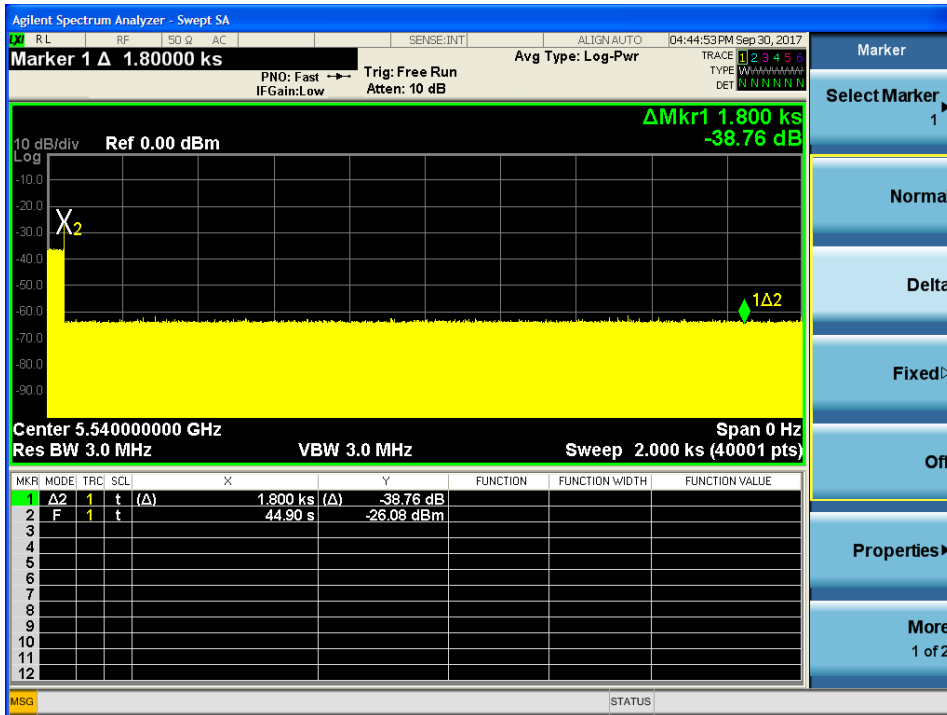 Agilent Spectrum Analyzer - Swept SA
LXI RL RF 50 Ω AC SENSE:INT ALIGN AUTO 04:44:53 PM Sep 30, 2017
Marker 1 Δ 1.80000 ks
PNO: Fast
IFGain:Low
Trig: Free Run
Atten: 10 dB
Avg Type: Log-Pwr
TRACE 1 2 3 4 5 6
TYPE W
DET N N N N N N
ΔMkr1 1.800 ks
-38.76 dB
10 dB/div Ref 0.00 dBm
Log
-10.0
-20.0
-30.0
-40.0
-50.0
-60.0
-70.0
-80.0
-90.0
X2
1Δ2
Center 5.540000000 GHz Span 0 Hz
Res BW 3.0 MHz VBW 3.0 MHz Sweep 2.000 ks (40001 pts)
MKR MODE TRC SCL X Y FUNCTION FUNCTION WIDTH FUNCTION VALUE
1 Δ2 1 t (Δ) 1.800 ks (Δ) -38.76 dB
2 F 1 t 44.90 s -26.08 dBm
3
4
5
6
7
8
9
10
11
12
MSG STATUS
Marker
Select Marker
1
Norma
Delta
Fixed
Off
Properties
More
1 of 2